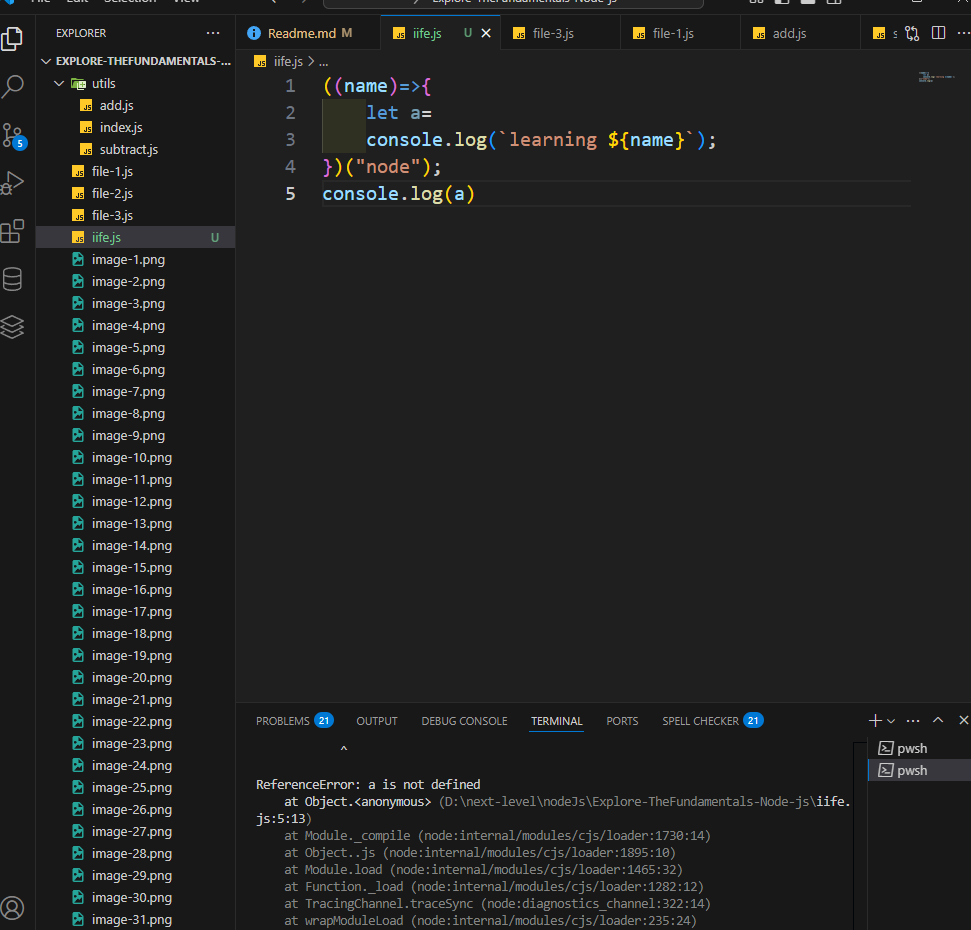 Explore-TheFundamentals-Node-js
EXPLORER
Readme.md M
iife.js U
file-3.js
file-1.js
add.js
EXPLORE-THEFUNDAMENTALS-...
utils
add.js
index.js
subtract.js
file-1.js
file-2.js
file-3.js
iife.js U
image-1.png
image-2.png
image-3.png
image-4.png
image-5.png
image-6.png
image-7.png
image-8.png
image-9.png
image-10.png
image-11.png
image-12.png
image-13.png
image-14.png
image-15.png
image-16.png
image-17.png
image-18.png
image-19.png
image-20.png
image-21.png
image-22.png
image-23.png
image-24.png
image-25.png
image-26.png
image-27.png
image-28.png
image-29.png
image-30.png
image-31.png
5
iife.js > ...
1 ((name)=>{
2 let a=
3 console.log(`learning ${name}`);
4 })("node");
5 console.log(a)
PROBLEMS 21 OUTPUT DEBUG CONSOLE TERMINAL PORTS SPELL CHECKER 21
^
ReferenceError: a is not defined
at Object.<anonymous> (D:\next-level\nodeJs\Explore-TheFundamentals-Node-js\iife.
js:5:13)
at Module._compile (node:internal/modules/cjs/loader:1730:14)
at Object..js (node:internal/modules/cjs/loader:1895:10)
at Module.load (node:internal/modules/cjs/loader:1465:32)
at Function._load (node:internal/modules/cjs/loader:1282:12)
at TracingChannel.traceSync (node:diagnostics_channel:322:14)
at wrapModuleLoad (node:internal/modules/cjs/loader:235:24)
pwsh
pwsh